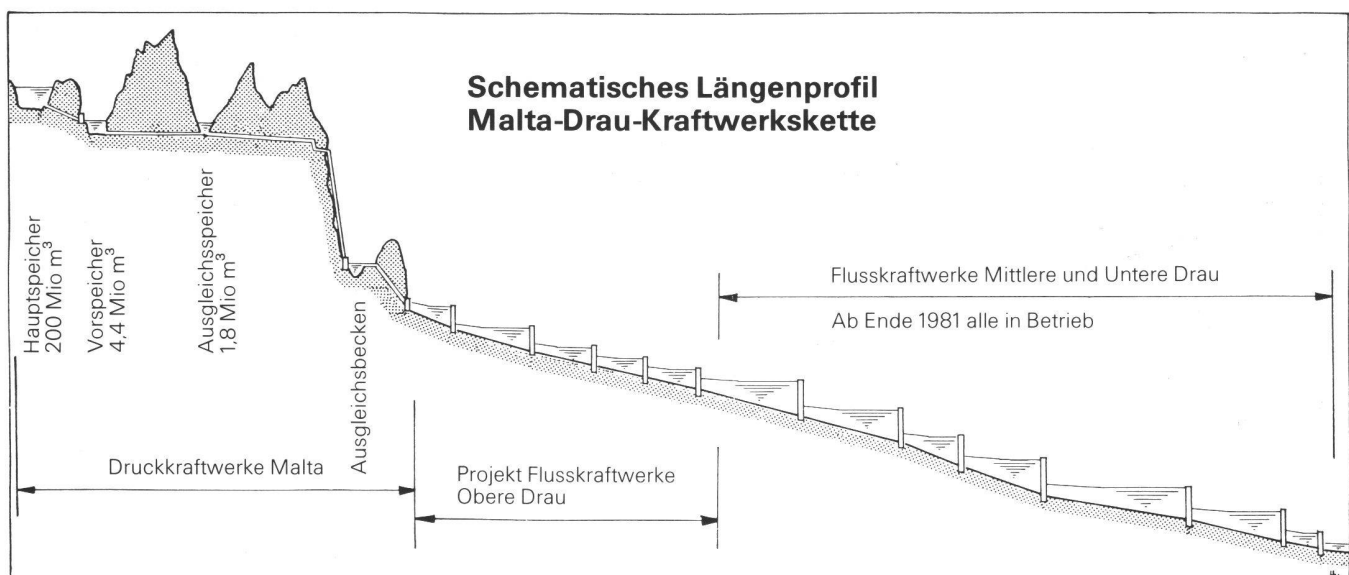 Schematisches Längenprofil
Malta-Drau-Kraftwerkskette
Hauptspeicher
200 Mio m³
Vorspeicher
4,4 Mio m³
Ausgleichsspeicher
1,8 Mio m³
Ausgleichsbecken
Flusskraftwerke Mittlere und Untere Drau
Ab Ende 1981 alle in Betrieb
Druckkraftwerke Malta
Projekt Flusskraftwerke
Obere Drau